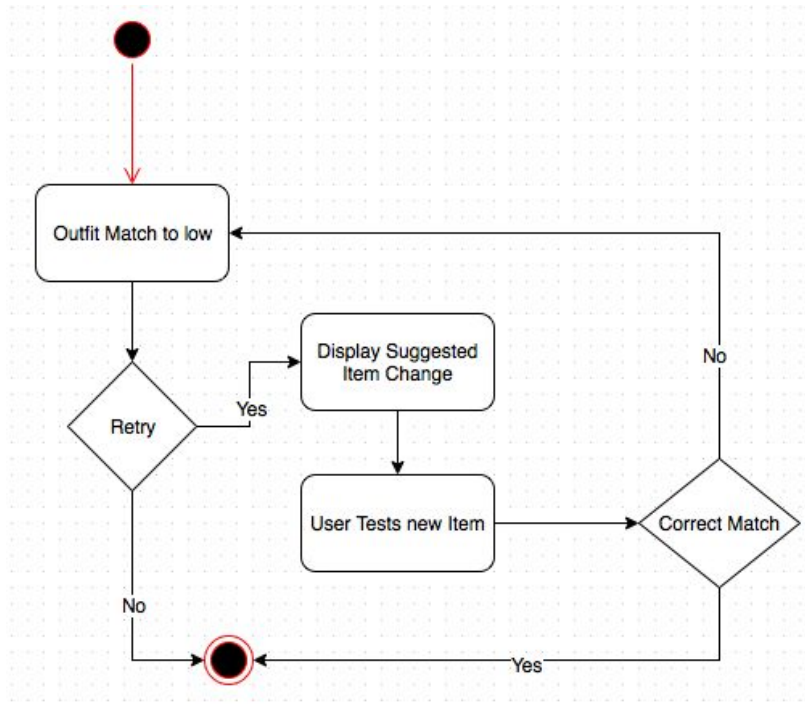 Outfit Match to low
Display Suggested
Item Change
No
Yes
Retry
User Tests new Item
Correct Match
No
Yes